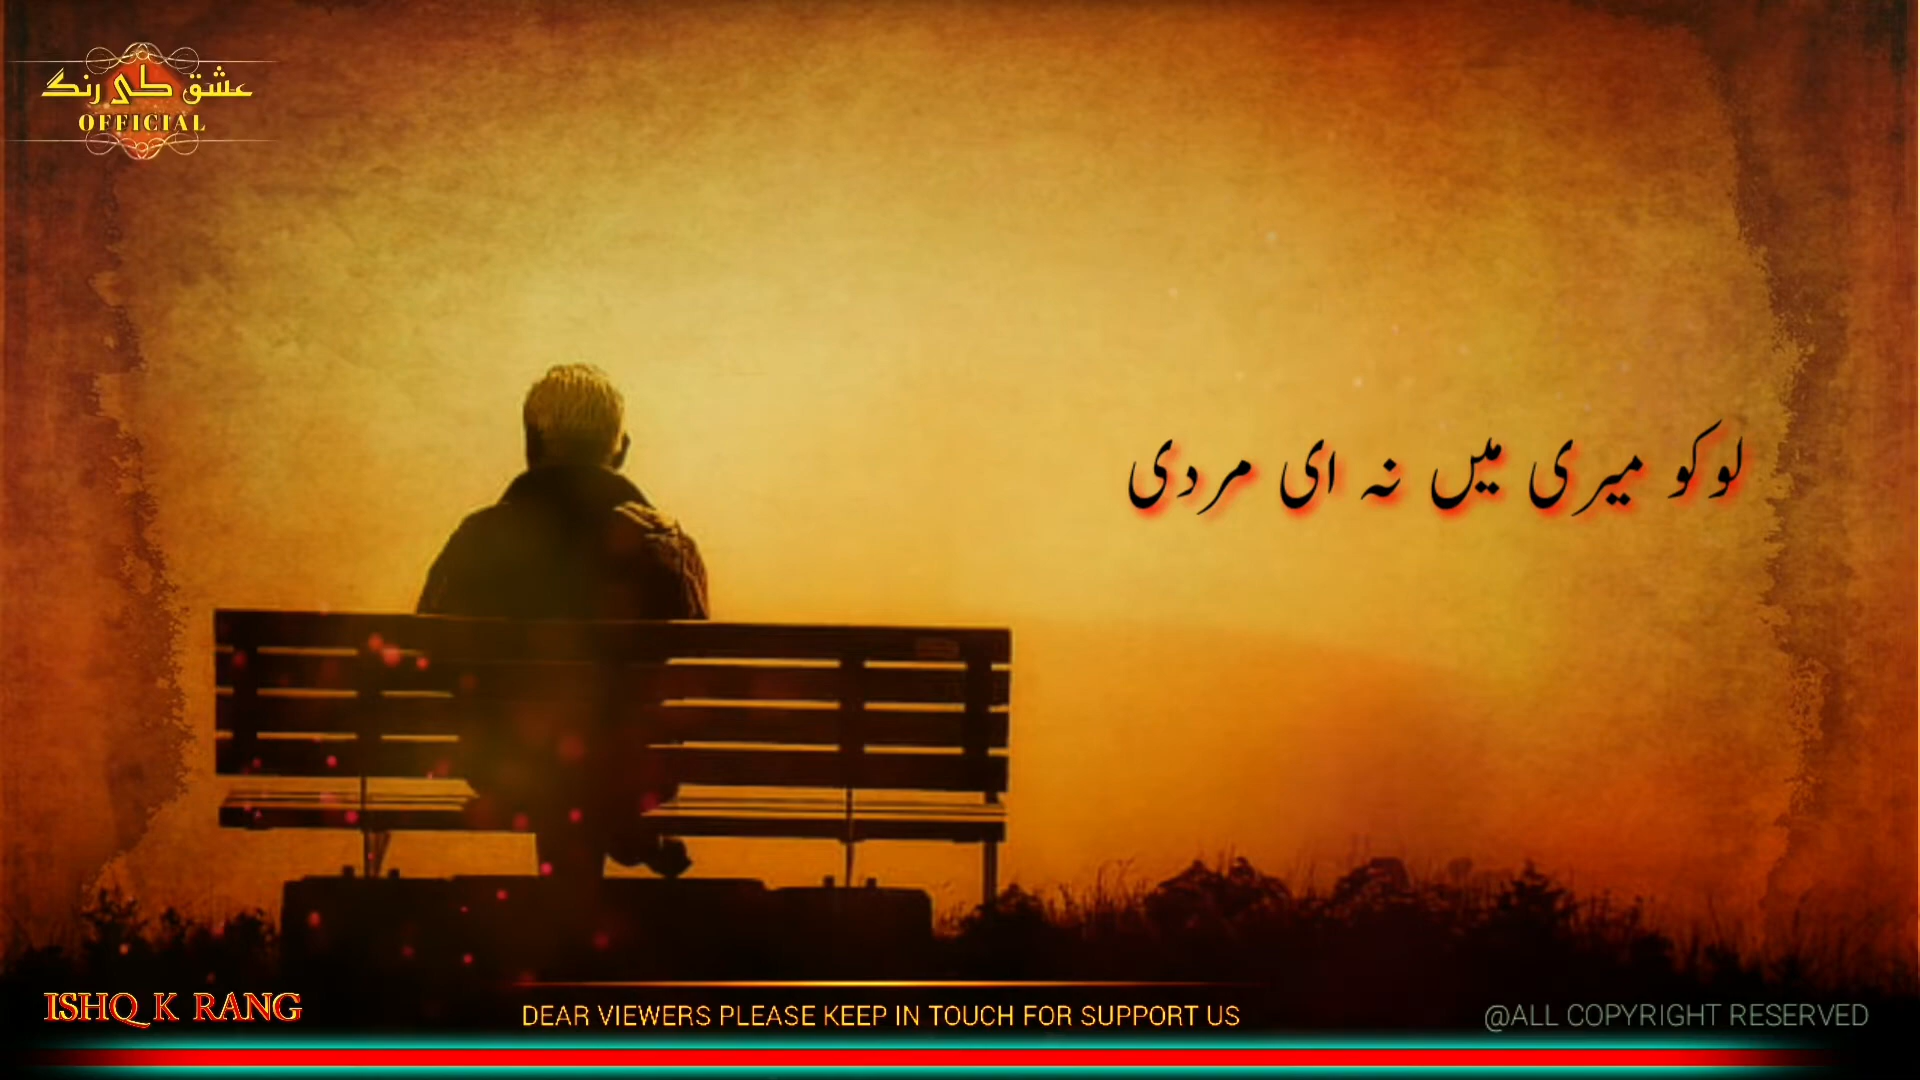 عشق کی رنگ
OFFICIAL
لوکو میری میں نہ ای مردی
ISHQ K RANG
DEAR VIEWERS PLEASE KEEP IN TOUCH FOR SUPPORT US
@ALL COPYRIGHT RESERVED